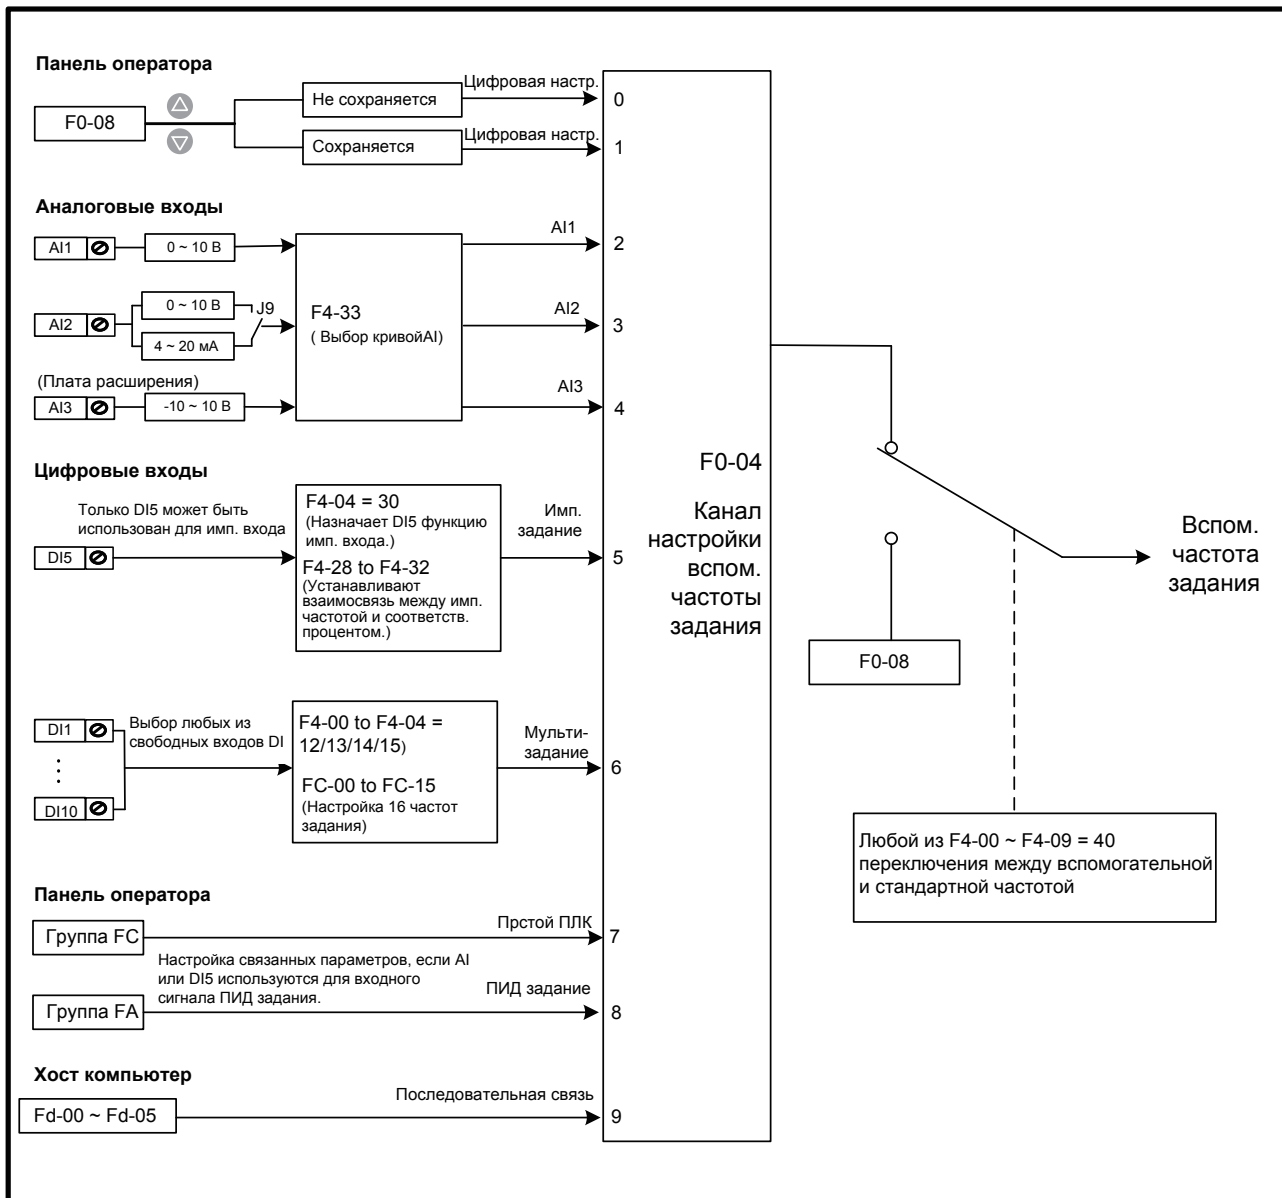 Панель оператора
F0-08
Не сохраняется
Цифровая настр.
0
Сохраняется
Цифровая настр.
1
Аналоговые входы
AI1
0 ~ 10 В
AI1
2
AI2
0 ~ 10 В
J9
4 ~ 20 мА
F4-33
( Выбор кривойAI)
AI2
3
(Плата расширения)
AI3
-10 ~ 10 В
AI3
4
Цифровые входы
Только DI5 может быть
использован для имп. входа
DI5
F4-04 = 30
(Назначает DI5 функцию
имп. входа.)
F4-28 to F4-32
(Устанавливают
взаимосвязь между имп.
частотой и соответств.
процентом.)
Имп.
задание
5
DI1
DI10
Выбор любых из
свободных входов DI
F4-00 to F4-04 =
12/13/14/15)
FC-00 to FC-15
(Настройка 16 частот
задания)
Мульти-
задание
6
Панель оператора
Группа FC
Прстой ПЛК
7
Настройка связанных параметров, если AI
или DI5 используются для входного
сигнала ПИД задания.
Группа FA
ПИД задание
8
Хост компьютер
Fd-00 ~ Fd-05
Последовательная связь
9
F0-04
Канал
настройки
вспом.
частоты
задания
F0-08
Вспом.
частота
задания
Любой из F4-00 ~ F4-09 = 40
переключения между вспомогательной
и стандартной частотой